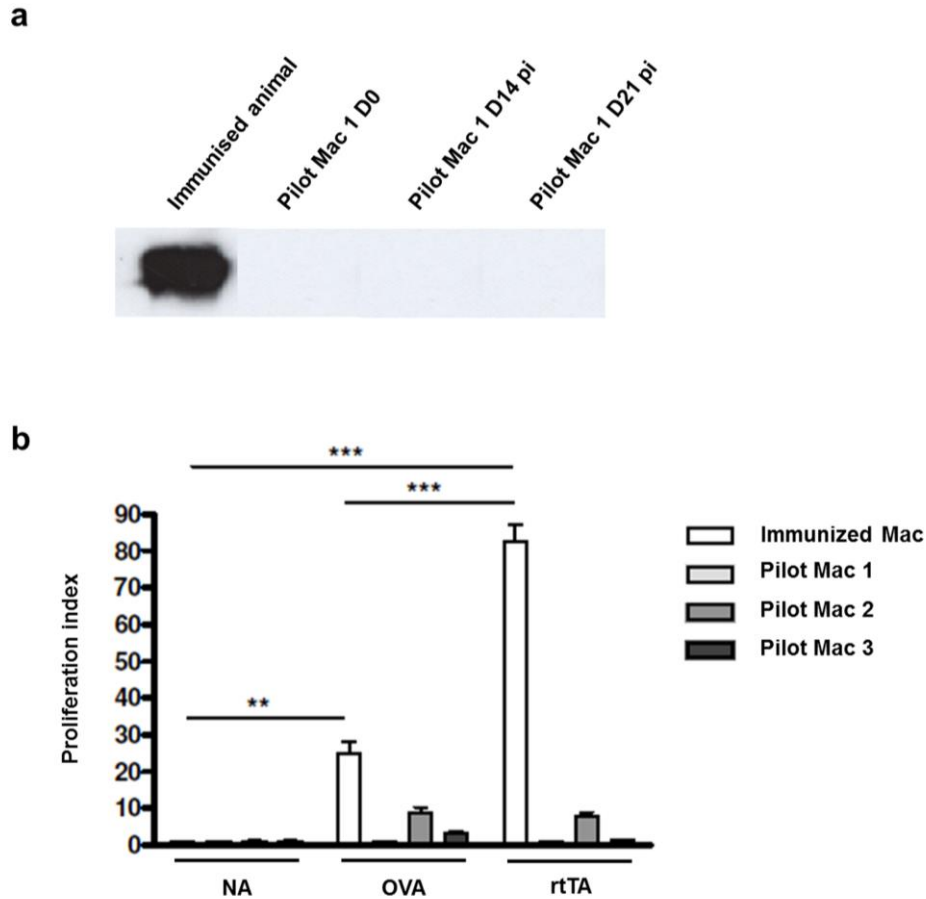 a
Immunised animal
Pilot Mac 1 D0
Pilot Mac 1 D14 pi
Pilot Mac 1 D21 pi
b
***
***
**
Proliferation index
90
80
70
60
50
40
30
20
10
0
NA
OVA
rtTA
Immunized Mac
Pilot Mac 1
Pilot Mac 2
Pilot Mac 3